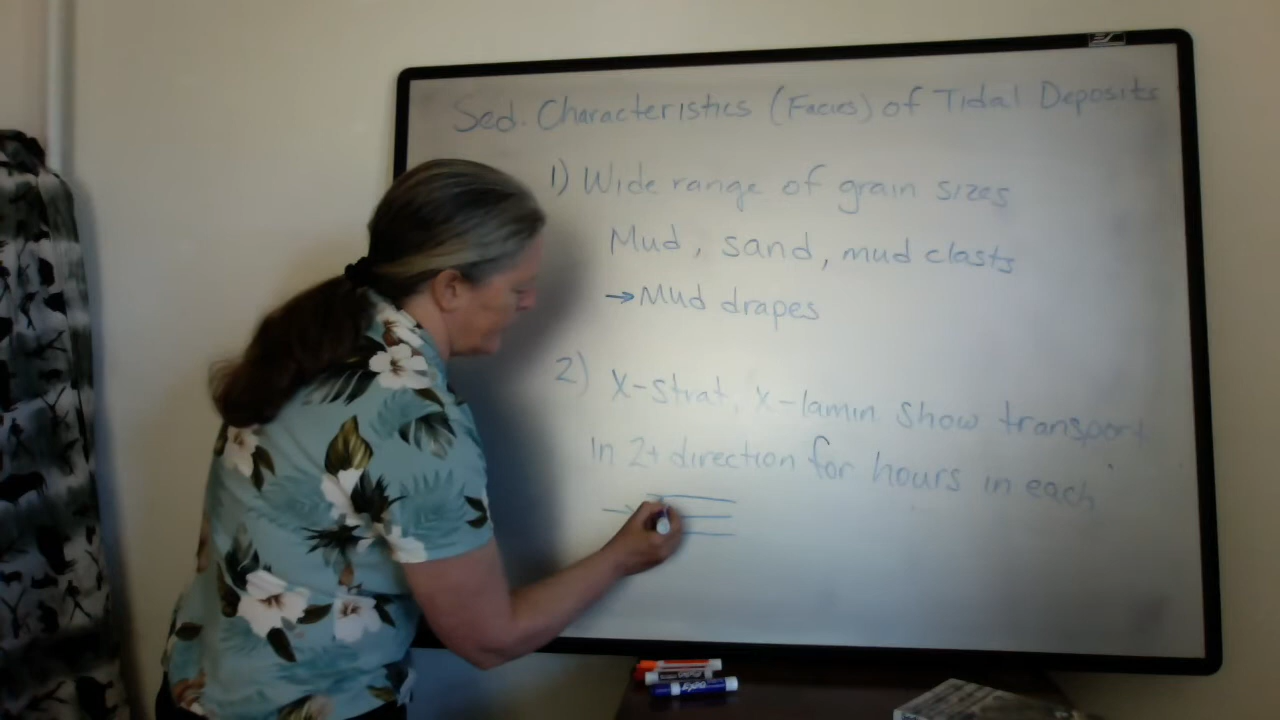 Sed. Characteristics (Facies) of Tidal Deposits
1) Wide range of grain sizes
Mud, sand, mud clasts
→ Mud drapes
2) X-strat, x-lamin show transport
in 2+ direction for hours in each
EXPO